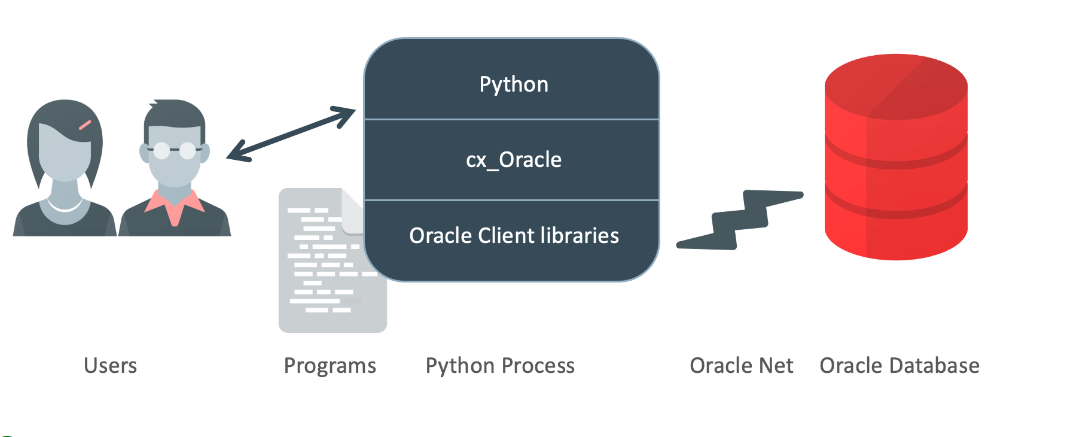 Python
cx_Oracle
Oracle Client libraries
Users
Programs
Python Process
Oracle Net
Oracle Database